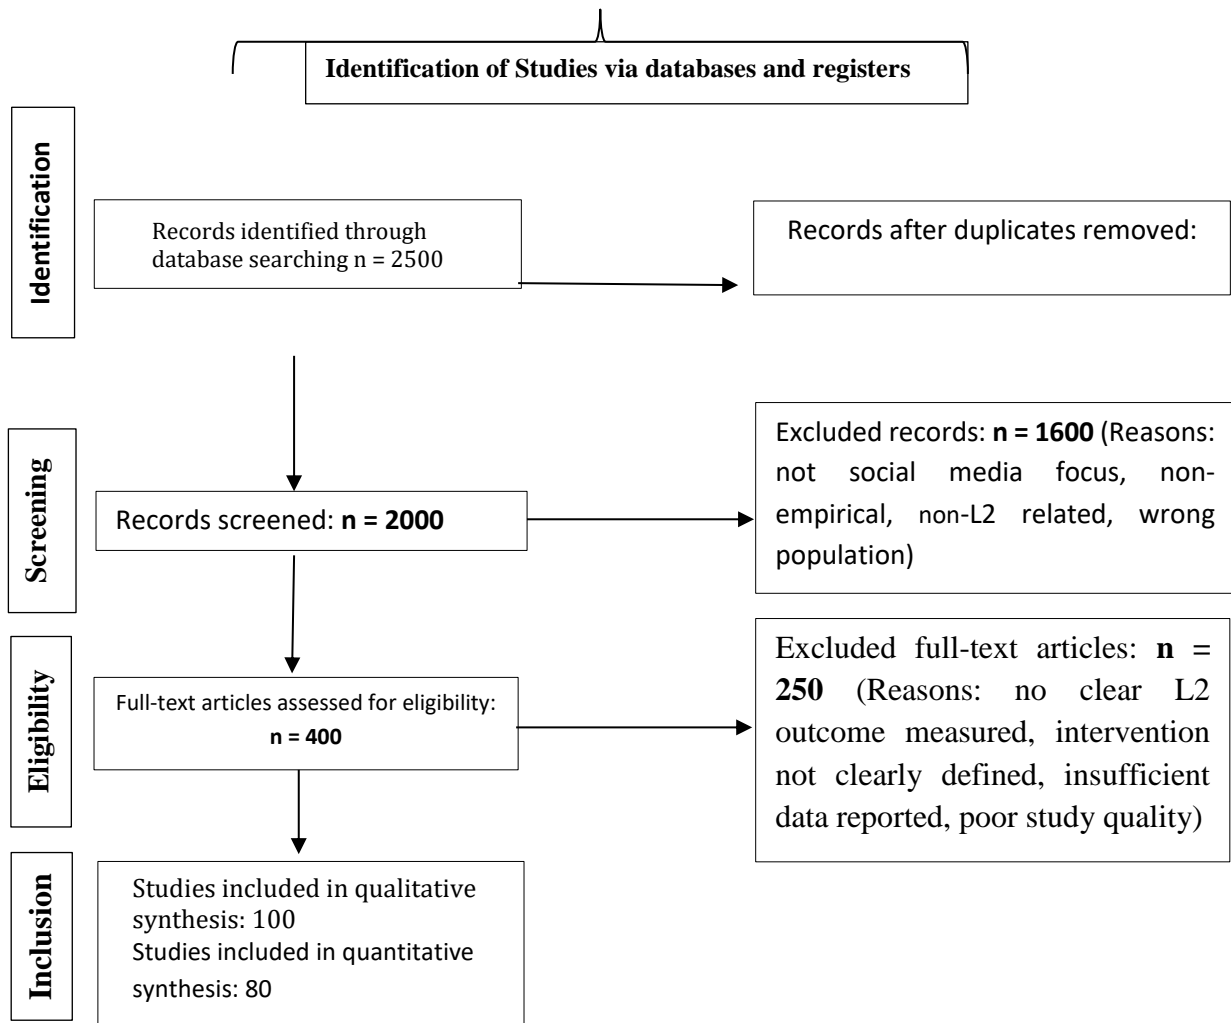 Identification of Studies via databases and registers
Identification
Records identified through
database searching n = 2500
Records after duplicates removed:
Screening
Records screened: n = 2000
Excluded records: n = 1600 (Reasons:
not social media focus, non-
empirical, non-L2 related, wrong
population)
Eligibility
Full-text articles assessed for eligibility:
n = 400
Excluded full-text articles: n =
250 (Reasons: no clear L2
outcome measured, intervention
not clearly defined, insufficient
data reported, poor study quality)
Inclusion
Studies included in qualitative
synthesis: 100
Studies included in quantitative
synthesis: 80